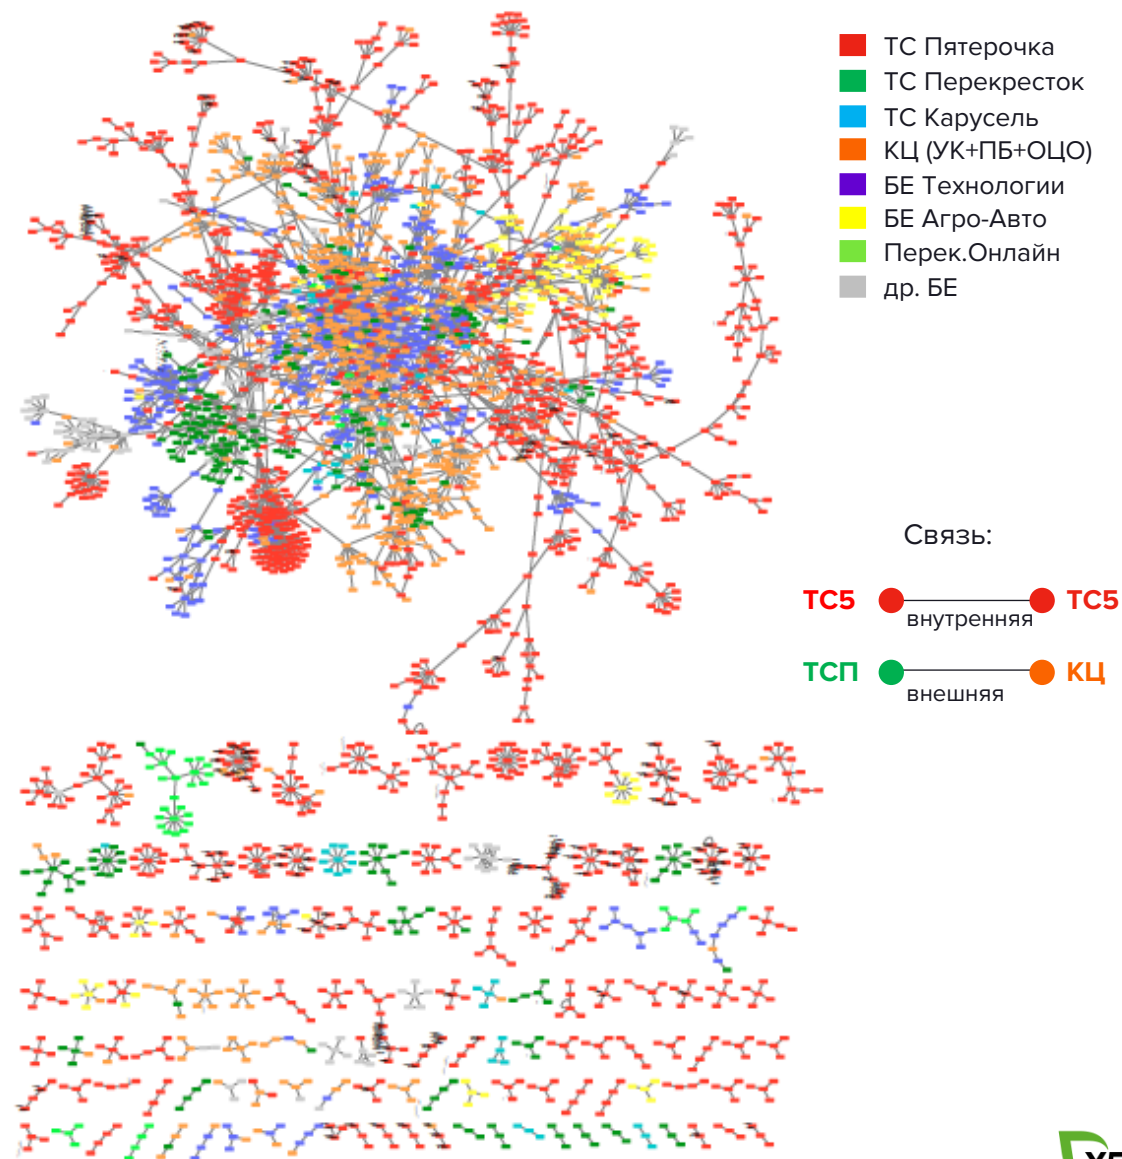 ТС Пятерочка
ТС Перекресток
ТС Карусель
КЦ (УК+ПБ+ОЦО)
БЕ Технологии
БЕ Агро-Авто
Перек.Онлайн
др. БЕ
Связь:
ТС5 ТС5
внутренняя
ТСП КЦ
внешняя